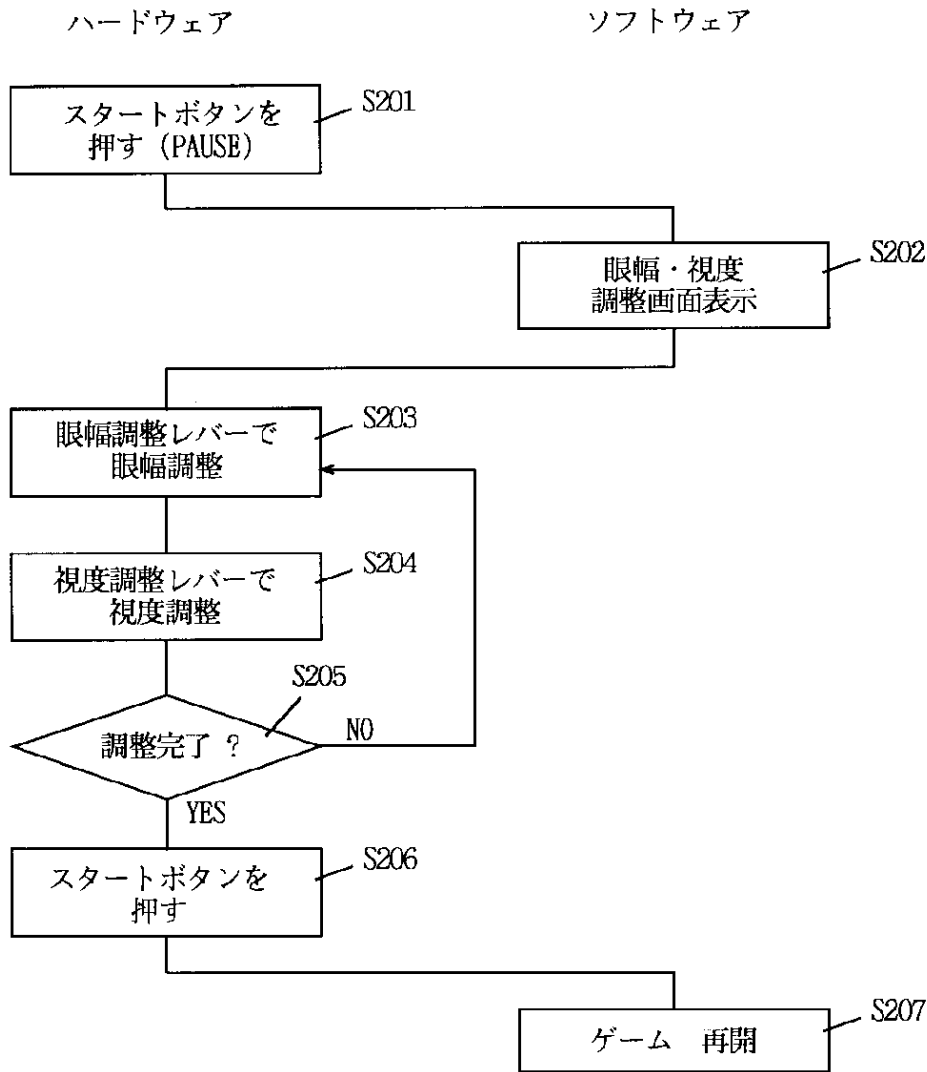 ハードウェア
ソフトウェア
スタートボタンを
押す (PAUSE)
S201
眼幅・視度
調整画面表示
S202
眼幅調整レバーで
眼幅調整
S203
視度調整レバーで
視度調整
S204
調整完了 ?
S205
NO
YES
スタートボタンを
押す
S206
ゲーム 再開
S207